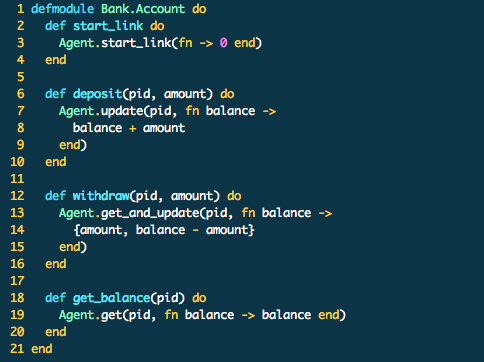 1 defmodule Bank.Account do
2   def start_link do
3     Agent.start_link(fn -> 0 end)
4   end
5
6   def deposit(pid, amount) do
7     Agent.update(pid, fn balance ->
8       balance + amount
9     end)
10   end
11
12   def withdraw(pid, amount) do
13     Agent.get_and_update(pid, fn balance ->
14       {amount, balance - amount}
15     end)
16   end
17
18   def get_balance(pid) do
19     Agent.get(pid, fn balance -> balance end)
20   end
21 end